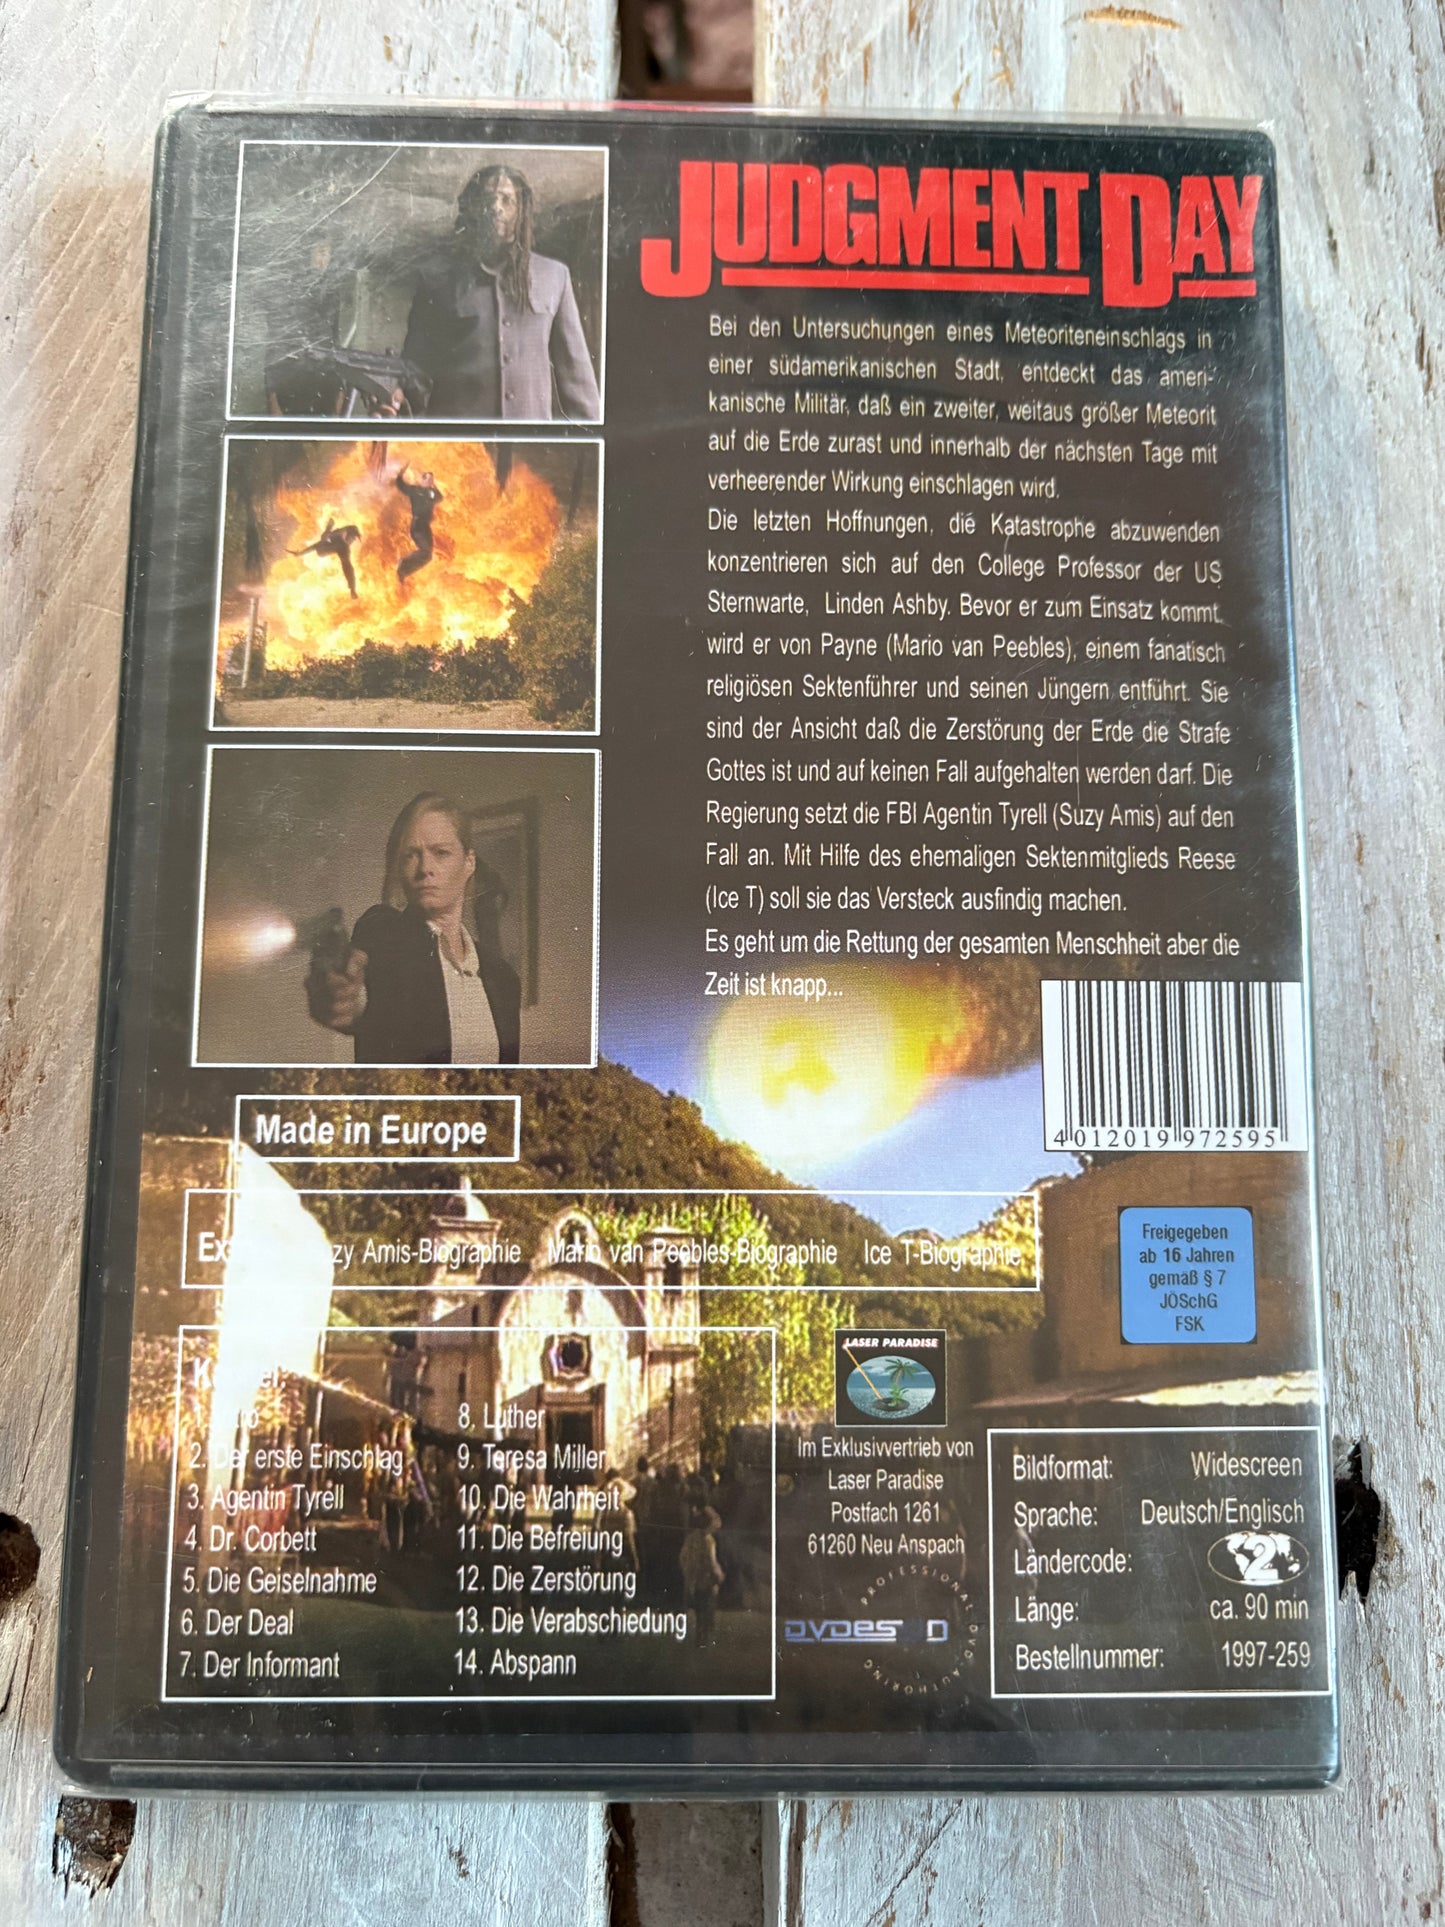 JUDGMENT DAY
Bei den Untersuchungen eines Meteoriteneinschlags in
einer südamerikanischen Stadt, entdeckt das ameri-
kanische Militär, daß ein zweiter, weitaus größer Meteorit
auf die Erde zurast und innerhalb der nächsten Tage mit
verheerender Wirkung einschlagen wird.
Die letzten Hoffnungen, die Katastrophe abzuwenden
konzentrieren sich auf den College Professor der US
Sternwarte, Linden Ashby. Bevor er zum Einsatz kommt,
wird er von Payne (Mario van Peebles), einem fanatisch
religiösen Sektenführer und seinen Jüngern entführt. Sie
sind der Ansicht daß die Zerstörung der Erde die Strafe
Gottes ist und auf keinen Fall aufgehalten werden darf. Die
Regierung setzt die FBI Agentin Tyrell (Suzy Amis) auf den
Fall an. Mit Hilfe des ehemaligen Sektenmitglieds Reese
(Ice T) soll sie das Versteck ausfindig machen.
Es geht um die Rettung der gesamten Menschheit aber die
Zeit ist knapp...
4 012019 972595
Made in Europe
Amis-Biographie Mario van Peebles-Biographie Ice T-Biographie
Freigegeben
ab 16 Jahren
gemäß § 7
JÖSchG
FSK
1.
2. Der erste Einschlag
3. Agentin Tyrell
4. Dr. Corbett
5. Die Geiselnahme
6. Der Deal
7. Der Informant
8. Luther
9. Teresa Miller
10. Die Wahrheit
11. Die Befreiung
12. Die Zerstörung
13. Die Verabschiedung
14. Abspann
LASER PARADISE
Im Exklusivvertrieb von
Laser Paradise
Postfach 1261
61260 Neu Anspach
PROFESSIONAL DVD-AUTHORING
Bildformat: Widescreen
Sprache: Deutsch/Englisch
Ländercode: 2
Länge: ca. 90 min
Bestellnummer: 1997-259